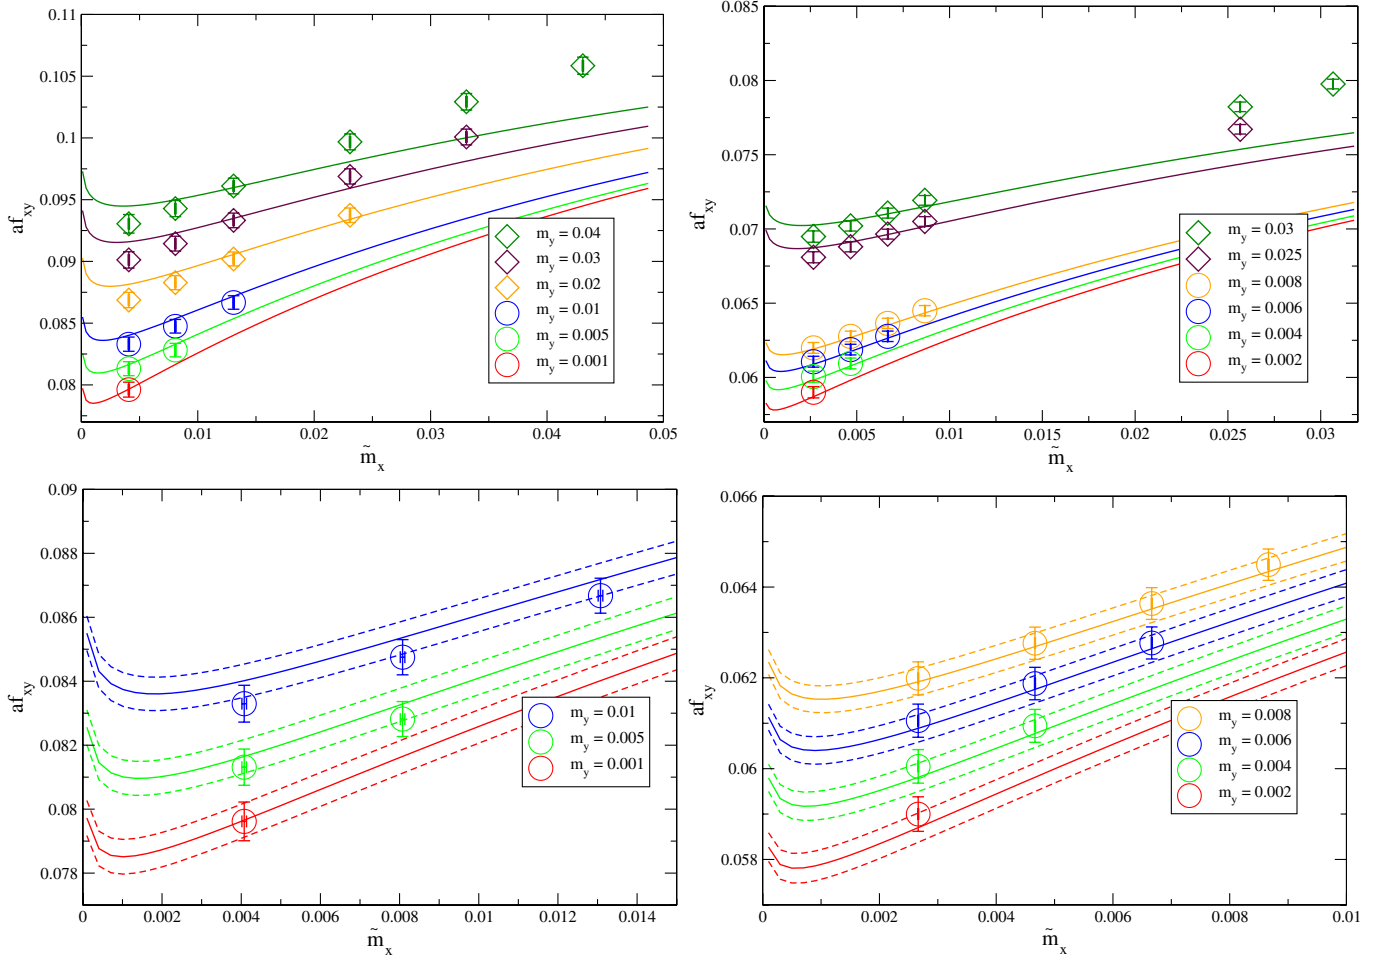 0.11
0.105
0.1
0.095
0.09
0.085
0.08
af_xy
0
0.01
0.02
0.03
0.04
0.05
m̃_x
m_y = 0.04
m_y = 0.03
m_y = 0.02
m_y = 0.01
m_y = 0.005
m_y = 0.001
0.085
0.08
0.075
0.07
0.065
0.06
af_xy
0
0.005
0.01
0.015
0.02
0.025
0.03
m̃_x
m_y = 0.03
m_y = 0.025
m_y = 0.008
m_y = 0.006
m_y = 0.004
m_y = 0.002
0.09
0.088
0.086
0.084
0.082
0.08
0.078
af_xy
0
0.002
0.004
0.006
0.008
0.01
0.012
0.014
m̃_x
m_y = 0.01
m_y = 0.005
m_y = 0.001
0.066
0.064
0.062
0.06
0.058
af_xy
0
0.002
0.004
0.006
0.008
0.01
m̃_x
m_y = 0.008
m_y = 0.006
m_y = 0.004
m_y = 0.002